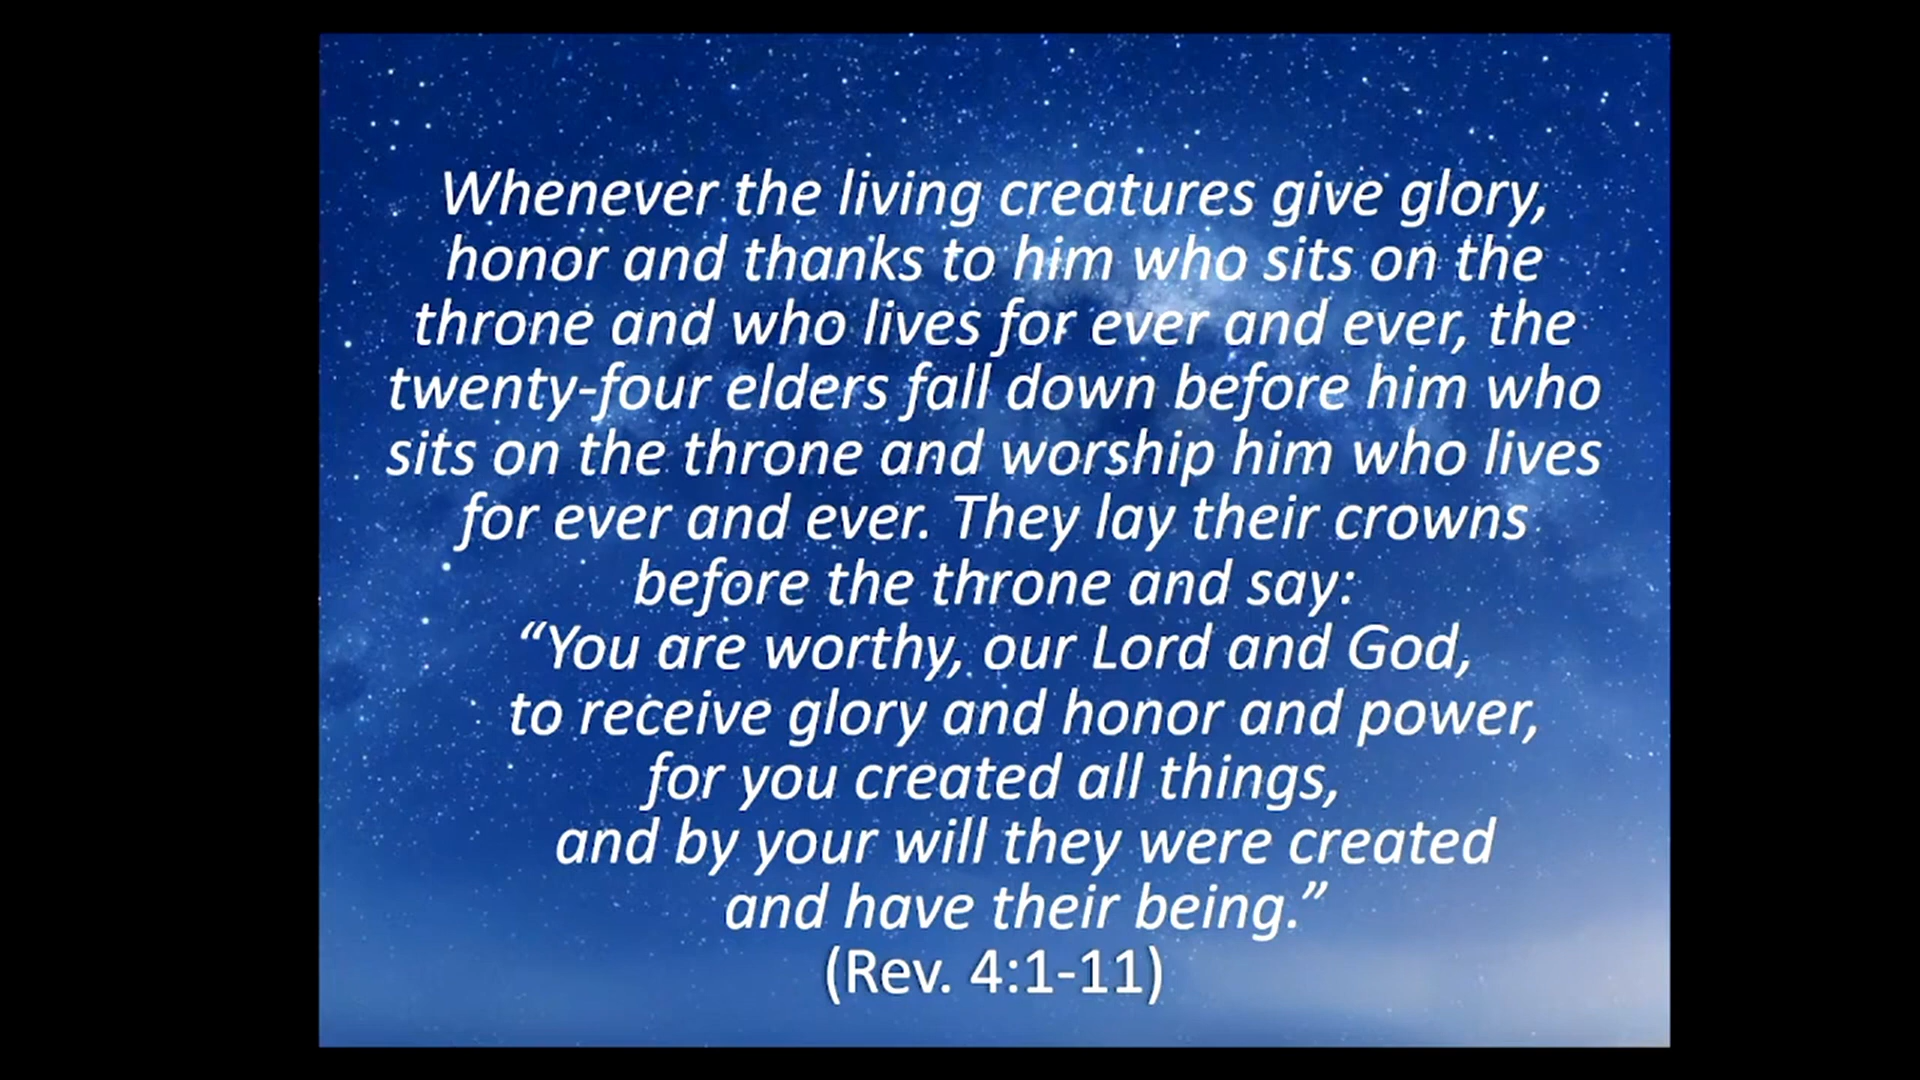 Whenever the living creatures give glory,
honor and thanks to him who sits on the
throne and who lives for ever and ever, the
twenty-four elders fall down before him who
sits on the throne and worship him who lives
for ever and ever. They lay their crowns
before the throne and say:
“You are worthy, our Lord and God,
to receive glory and honor and power,
for you created all things,
and by your will they were created
and have their being.”
(Rev. 4:1-11)